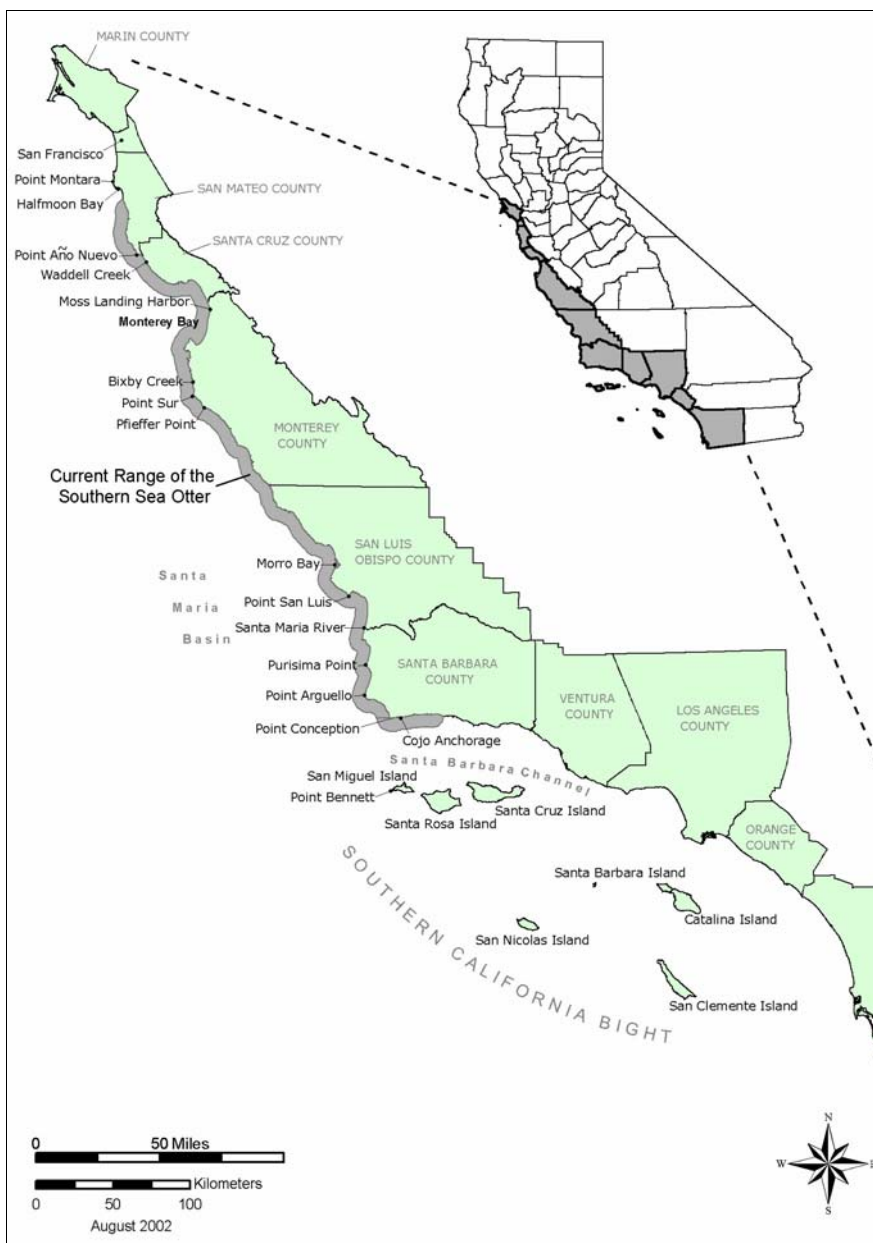 MARIN COUNTY
San Francisco
Point Montara
Halfmoon Bay
SAN MATEO COUNTY
SANTA CRUZ COUNTY
Point Año Nuevo
Waddell Creek
Moss Landing Harbor
Monterey Bay
Bixby Creek
Point Sur
Pfieffer Point
MONTEREY
COUNTY
Current Range of the
Southern Sea Otter
SAN LUIS
OBISPO COUNTY
Morro Bay
Santa
Maria
Basin
Point San Luis
Santa Maria River
Purisima Point
SANTA BARBARA
COUNTY
Point Arguello
VENTURA
COUNTY
LOS ANGELES
COUNTY
Point Conception
Cojo Anchorage
Santa Barbara Channel
San Miguel Island
Point Bennett
Santa Rosa Island
Santa Cruz Island
ORANGE
COUNTY
SOUTHERN CALIFORNIA BIGHT
Santa Barbara Island
Catalina Island
San Nicolas Island
San Clemente Island
0 50 Miles
Kilometers
0 50 100
August 2002
N
W E
S